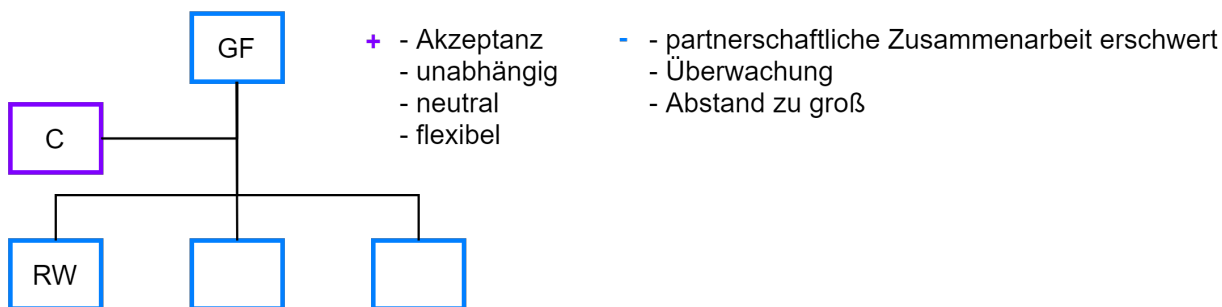 GF
C
RW
+ - Akzeptanz
- unabhängig
- neutral
- flexibel
- - partnerschaftliche Zusammenarbeit erschwert
- Überwachung
- Abstand zu groß